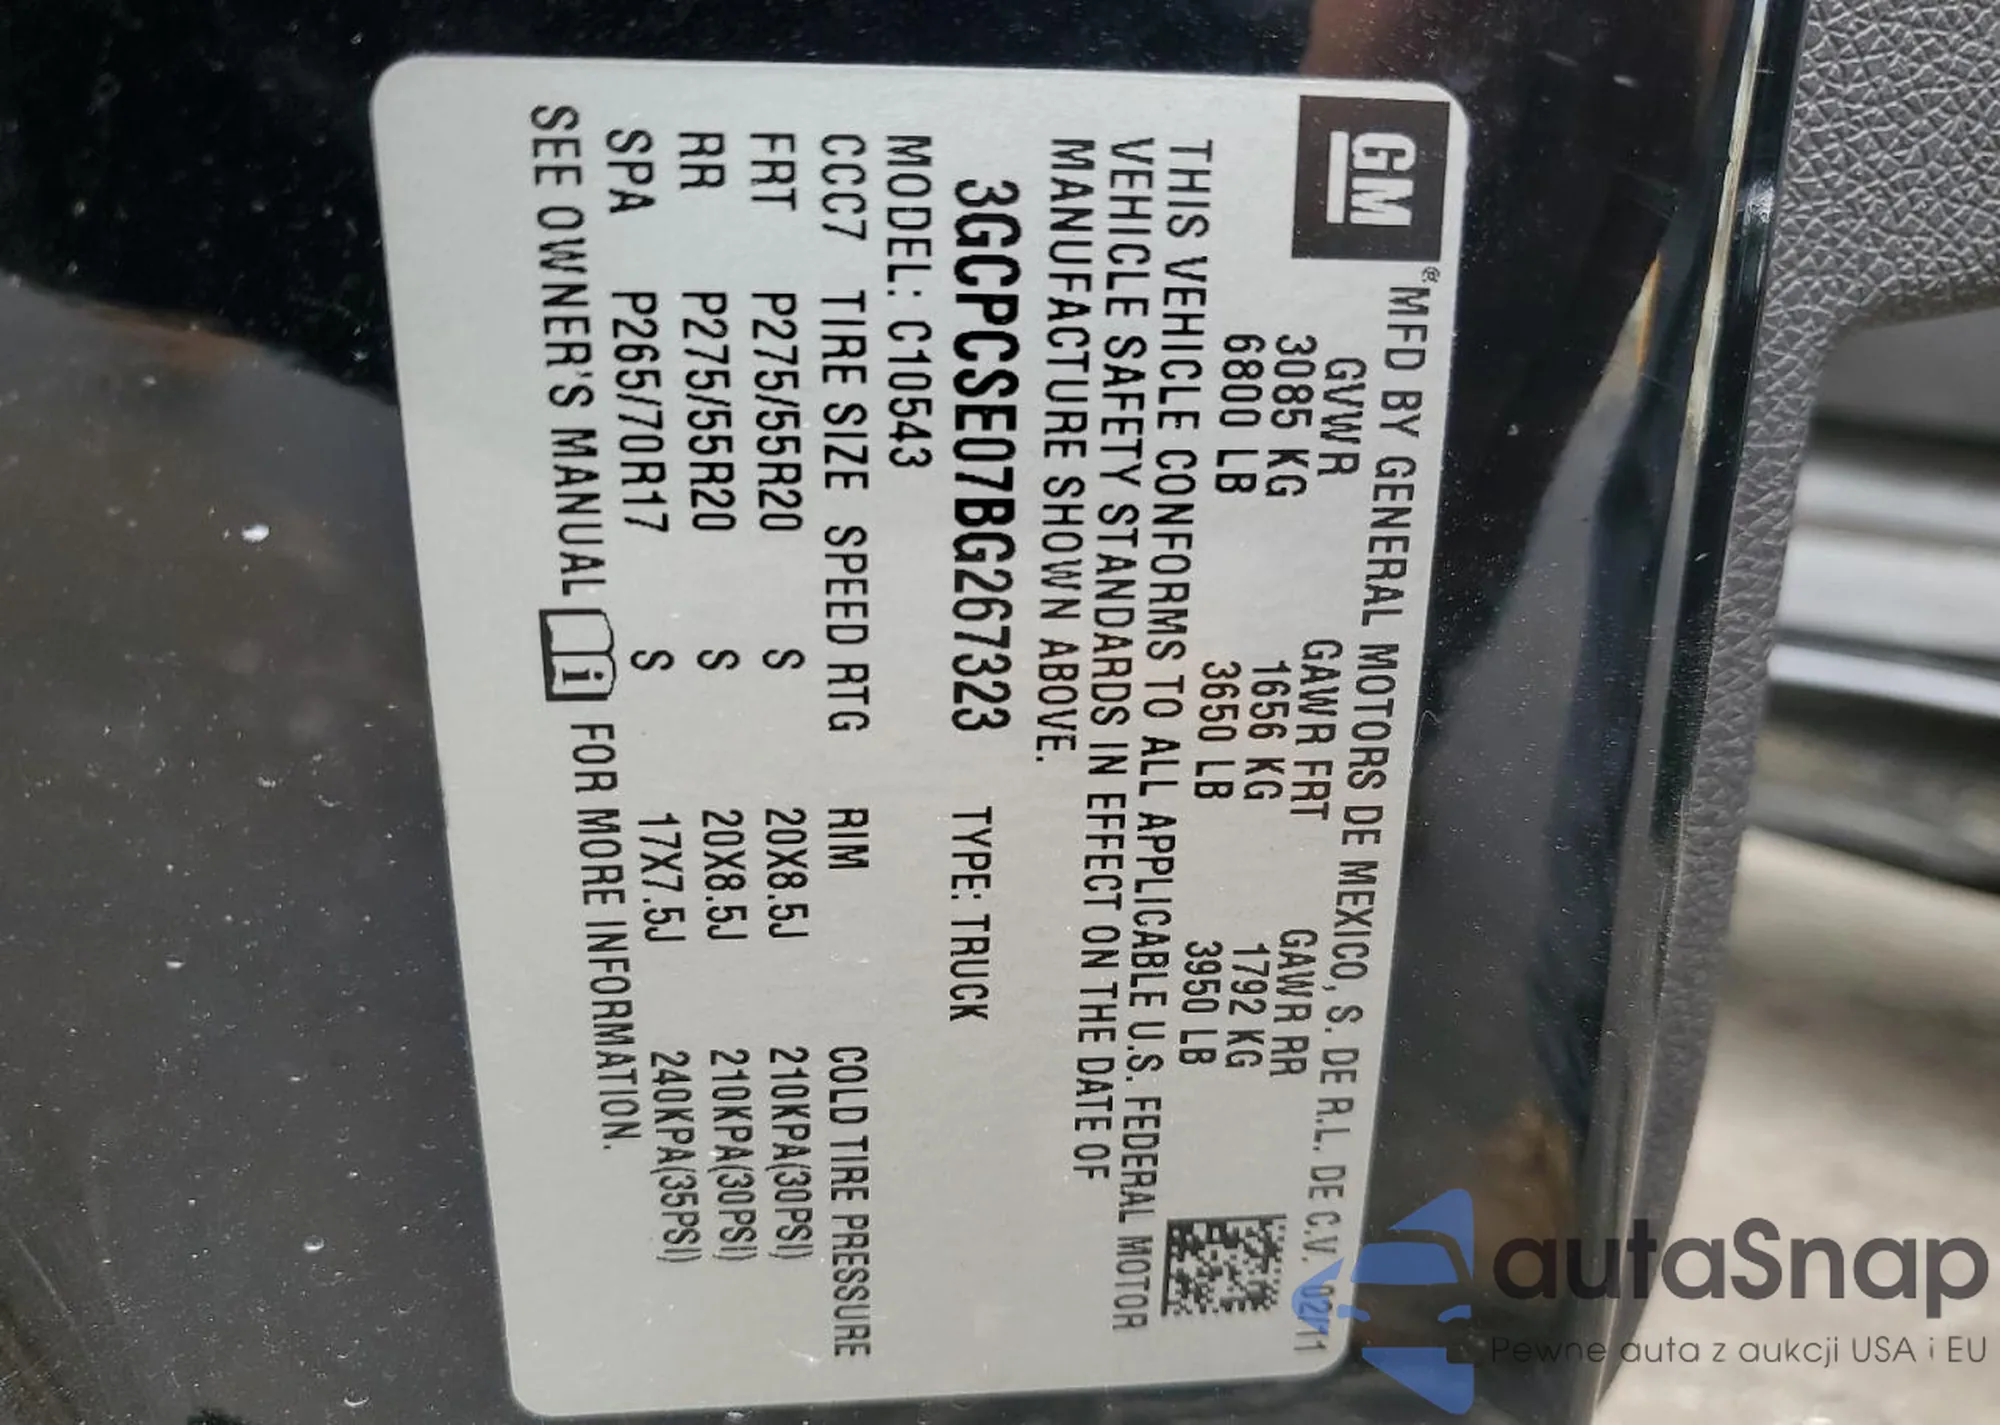 GM
® MFD BY GENERAL MOTORS DE MEXICO, S. DE R.L. DE C.V. 02/11
GVWR GAWR FRT GAWR RR
3085 KG 1656 KG 1792 KG
6800 LB 3650 LB 3950 LB
THIS VEHICLE CONFORMS TO ALL APPLICABLE U.S. FEDERAL MOTOR
VEHICLE SAFETY STANDARDS IN EFFECT ON THE DATE OF
MANUFACTURE SHOWN ABOVE.
3GCPCSE07BG267323 TYPE: TRUCK
MODEL: C10543
CCC7 TIRE SIZE SPEED RTG RIM COLD TIRE PRESSURE
FRT P275/55R20 S 20X8.5J 210KPA(30PSI)
RR P275/55R20 S 20X8.5J 210KPA(30PSI)
SPA P265/70R17 S 17X7.5J 240KPA(35PSI)
SEE OWNER'S MANUAL i FOR MORE INFORMATION.
autaSnap
Pewne auta z aukcji USA i EU